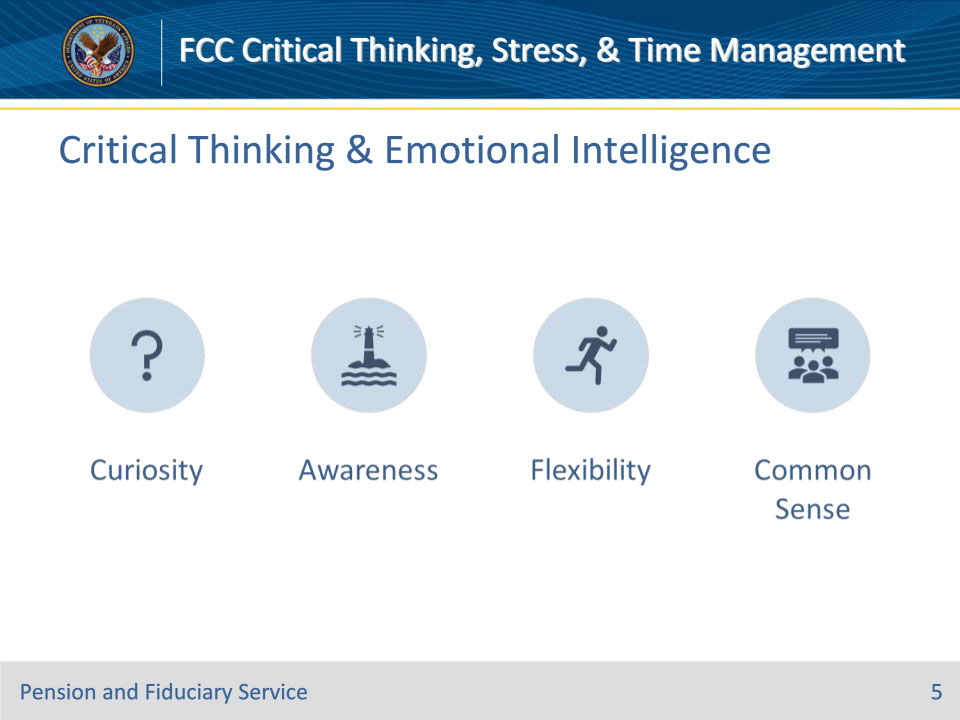 FCC Critical Thinking, Stress, & Time Management
Critical Thinking & Emotional Intelligence
Curiosity
Awareness
Flexibility
Common
Sense
Pension and Fiduciary Service
5